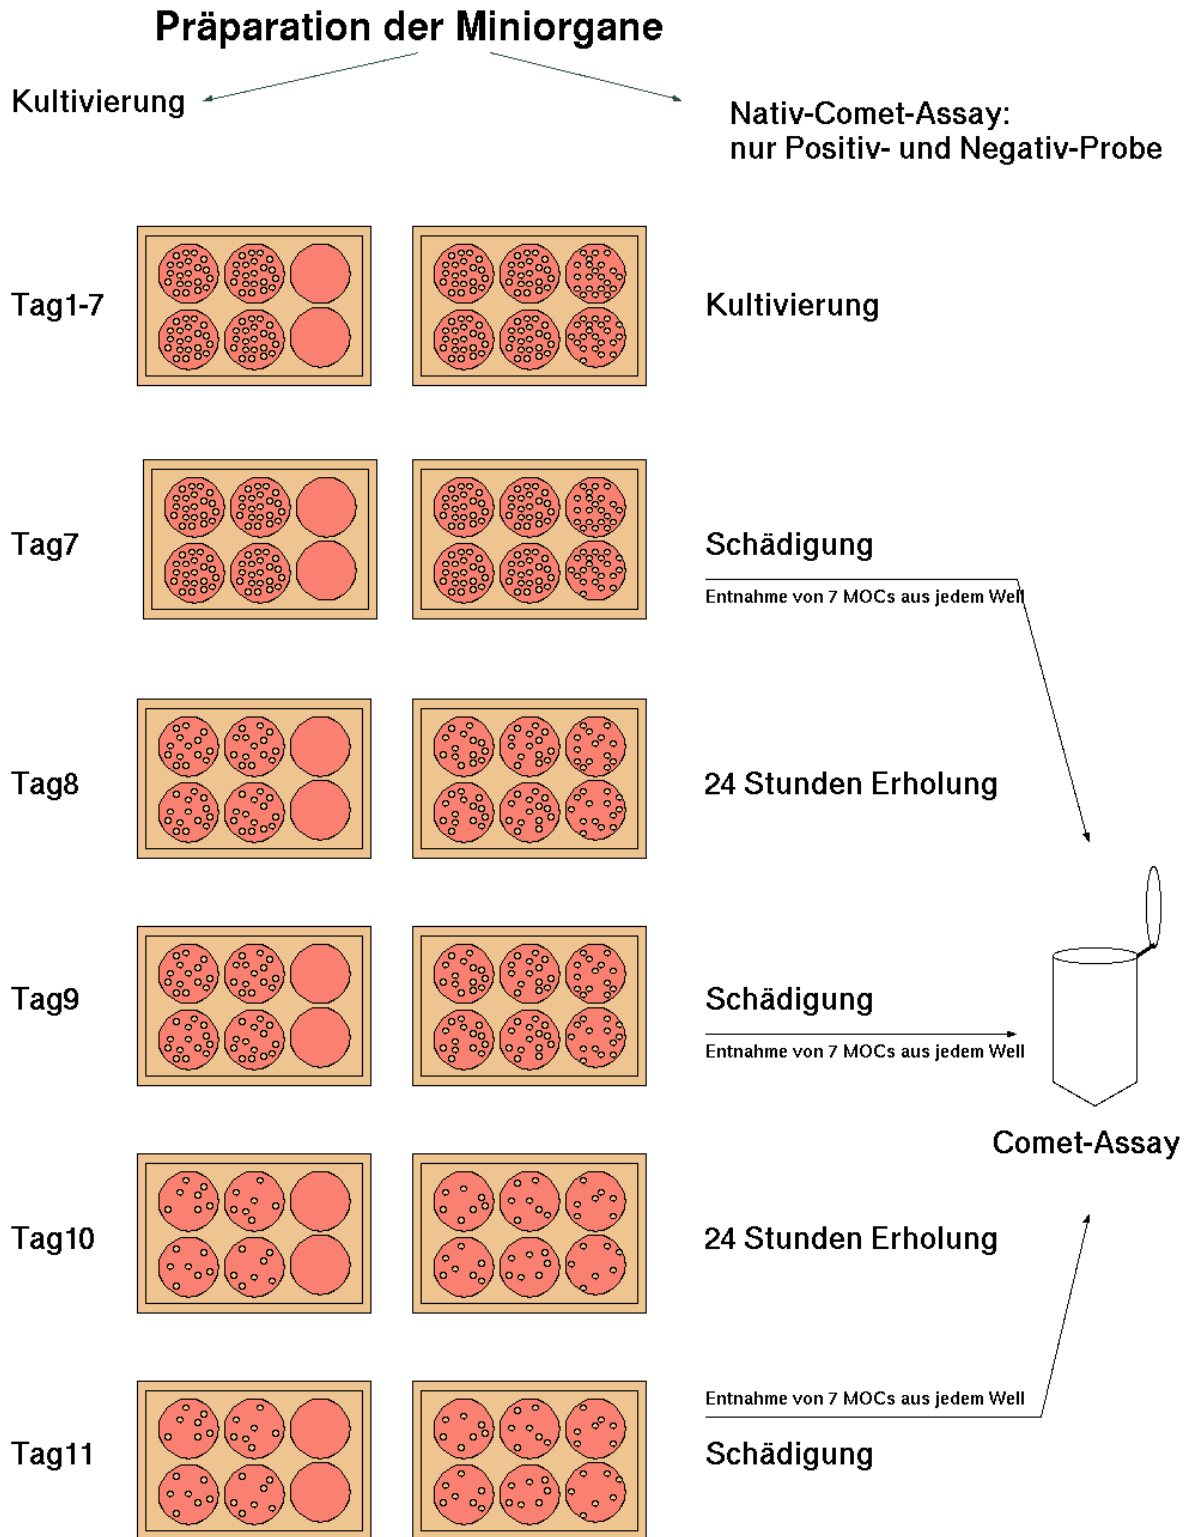 Präparation der Miniorgane
Kultivierung
Nativ-Comet-Assay:
nur Positiv- und Negativ-Probe
Tag1-7
Kultivierung
Tag7
Schädigung
Entnahme von 7 MOCs aus jedem Well
Tag8
24 Stunden Erholung
Tag9
Schädigung
Entnahme von 7 MOCs aus jedem Well
Comet-Assay
Tag10
24 Stunden Erholung
Entnahme von 7 MOCs aus jedem Well
Tag11
Schädigung